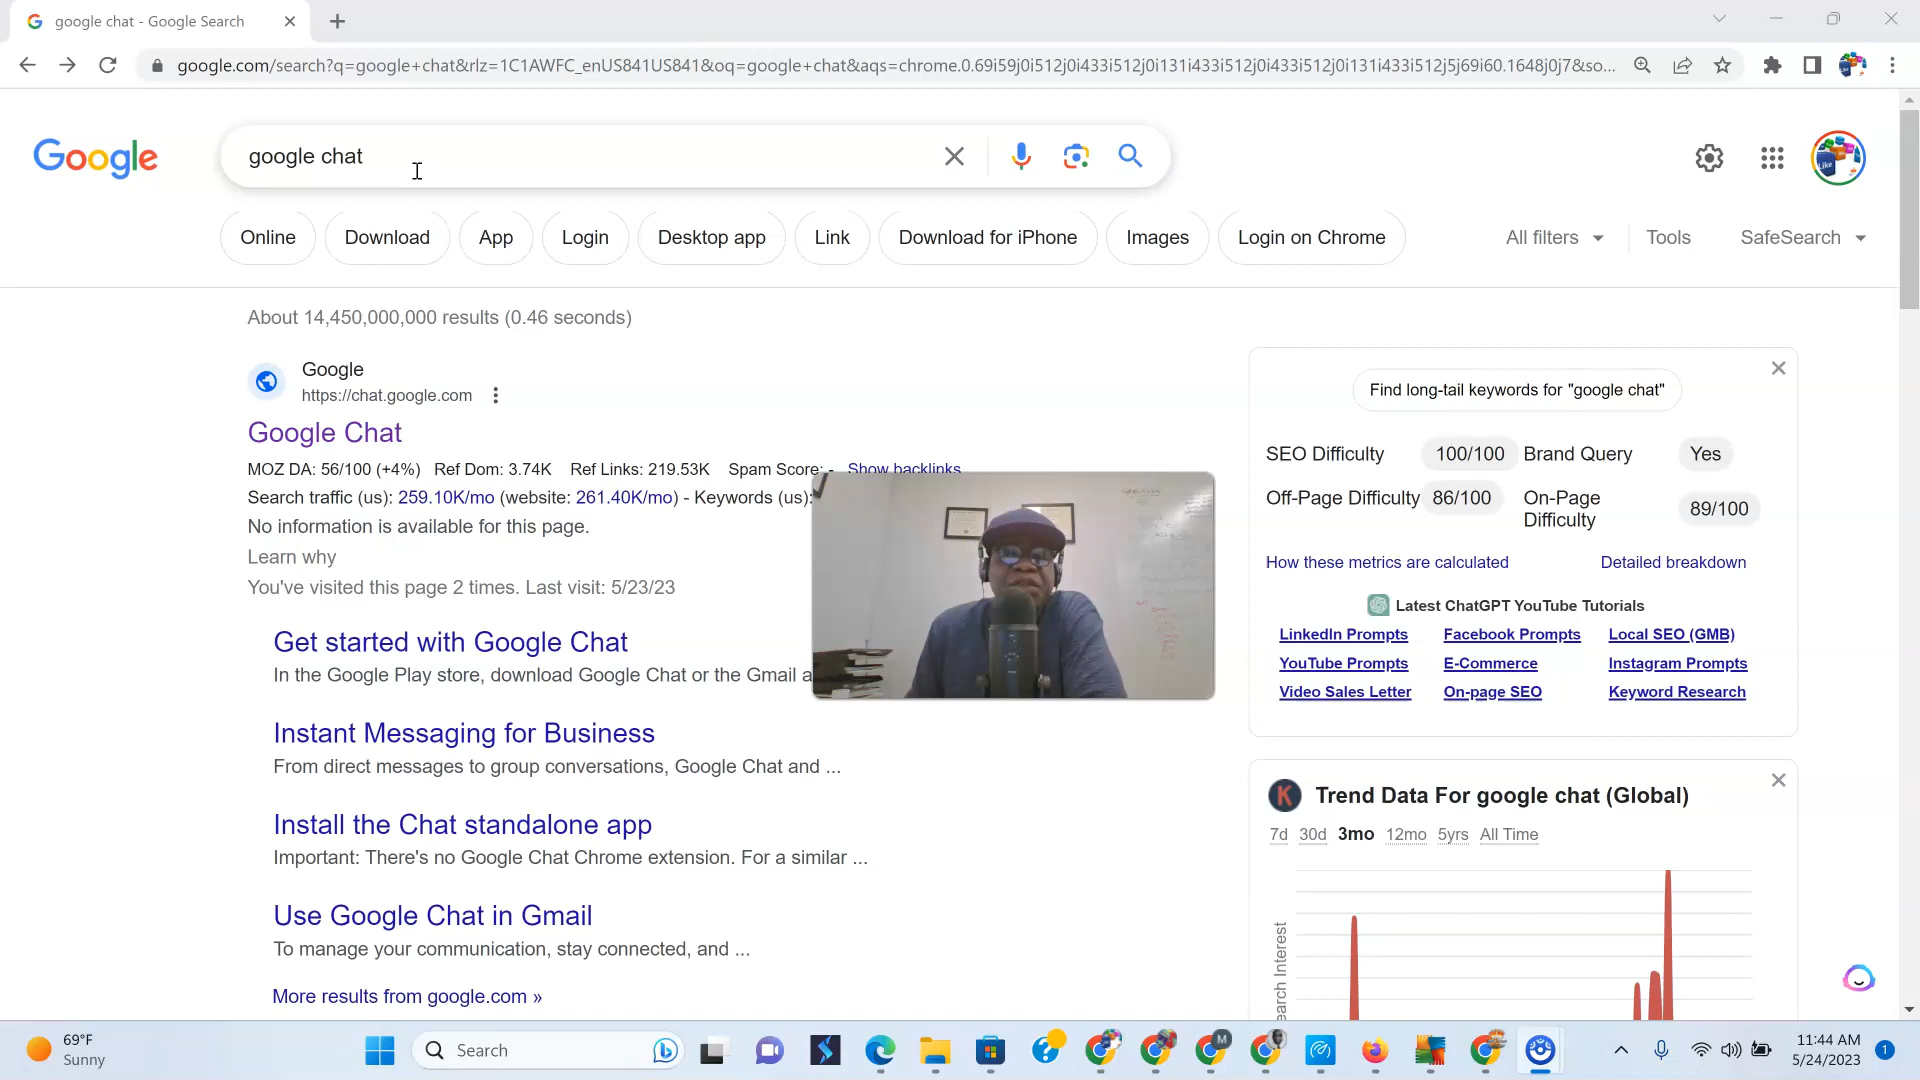 google chat - Google Search
google.com/search?q=google+chat&rlz=1C1AWFC_enUS841US841&oq=google+chat&aqs=chrome.0.69i59j0i512j0i433i512j0i131i433i512j0i433i512j0i131i433i512j5j69i60.1648j0j7&so...
Google
google chat
Online
Download
App
Login
Desktop app
Link
Download for iPhone
Images
Login on Chrome
All filters
Tools
SafeSearch
About 14,450,000,000 results (0.46 seconds)
Google
https://chat.google.com
Google Chat
MOZ DA: 56/100 (+4%) Ref Dom: 3.74K Ref Links: 219.53K Spam Score: - Show backlinks
Search traffic (us): 259.10K/mo (website: 261.40K/mo) - Keywords (us):
No information is available for this page.
Learn why
You've visited this page 2 times. Last visit: 5/23/23
Get started with Google Chat
In the Google Play store, download Google Chat or the Gmail a
Instant Messaging for Business
From direct messages to group conversations, Google Chat and ...
Install the Chat standalone app
Important: There's no Google Chat Chrome extension. For a similar ...
Use Google Chat in Gmail
To manage your communication, stay connected, and ...
More results from google.com »
Find long-tail keywords for "google chat"
SEO Difficulty 100/100 Brand Query Yes
Off-Page Difficulty 86/100 On-Page Difficulty 89/100
How these metrics are calculated
Detailed breakdown
Latest ChatGPT YouTube Tutorials
LinkedIn Prompts Facebook Prompts Local SEO (GMB)
YouTube Prompts E-Commerce Instagram Prompts
Video Sales Letter On-page SEO Keyword Research
K
Trend Data For google chat (Global)
7d 30d 3mo 12mo 5yrs All Time
earch Interest
69°F
Sunny
Search
M
11:44 AM
5/24/2023
1